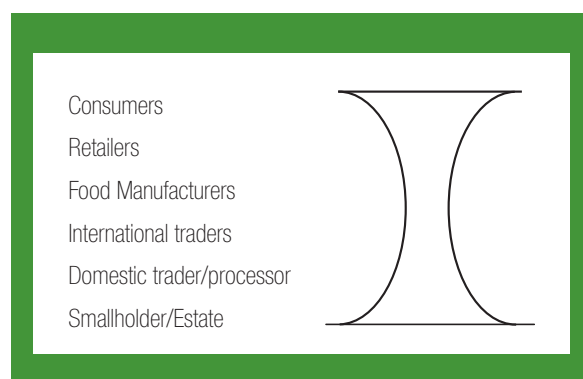 Consumers
Retailers
Food Manufacturers
International traders
Domestic trader/processor
Smallholder/Estate